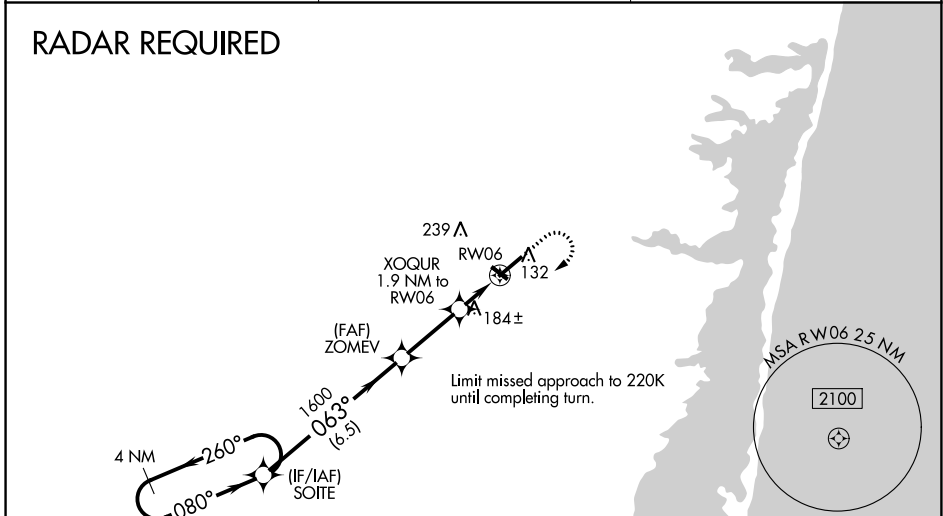 RADAR REQUIRED
239
RW06
132
XOQUR
1.9 NM to
RW06
184±
(FAF)
ZOMEV
Limit missed approach to 220K
until completing turn.
MSA RW06 25 NM
2100
1600
063°
(6.5)
4 NM
260°
(IF/IAF)
SOITE
080°